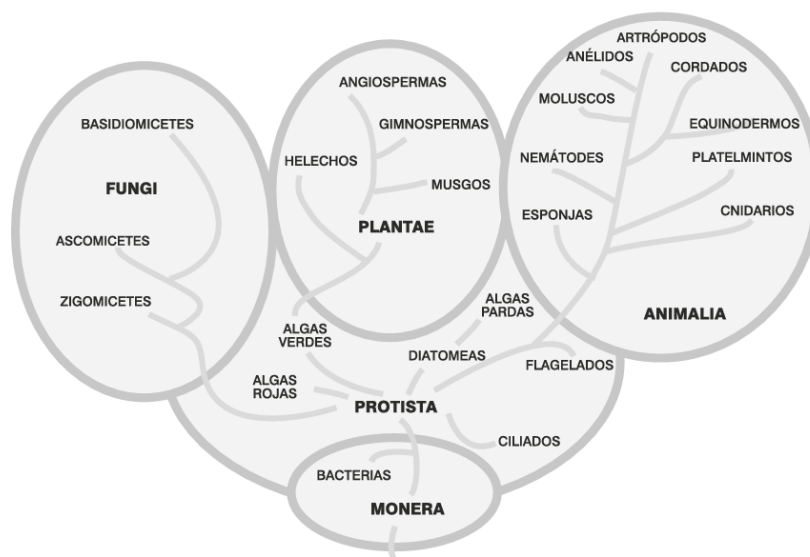 BASIDIOMICETES
FUNGI
ASCOMICETES
ZIGOMICETES
ANGIOSPERMAS
GIMNOSPERMAS
HELECHOS
MUSGOS
PLANTAE
ARTRÓPODOS
ANÉLIDOS
CORDADOS
MOLUSCOS
EQUINODERMOS
NEMÁTODES
PLATELMINTOS
ESPONJAS
CNIDARIOS
ANIMALIA
ALGAS
PARDAS
ALGAS
VERDES
DIATOMEAS
FLAGELADOS
ALGAS
ROJAS
PROTISTA
CILIADOS
BACTERIAS
MONERA